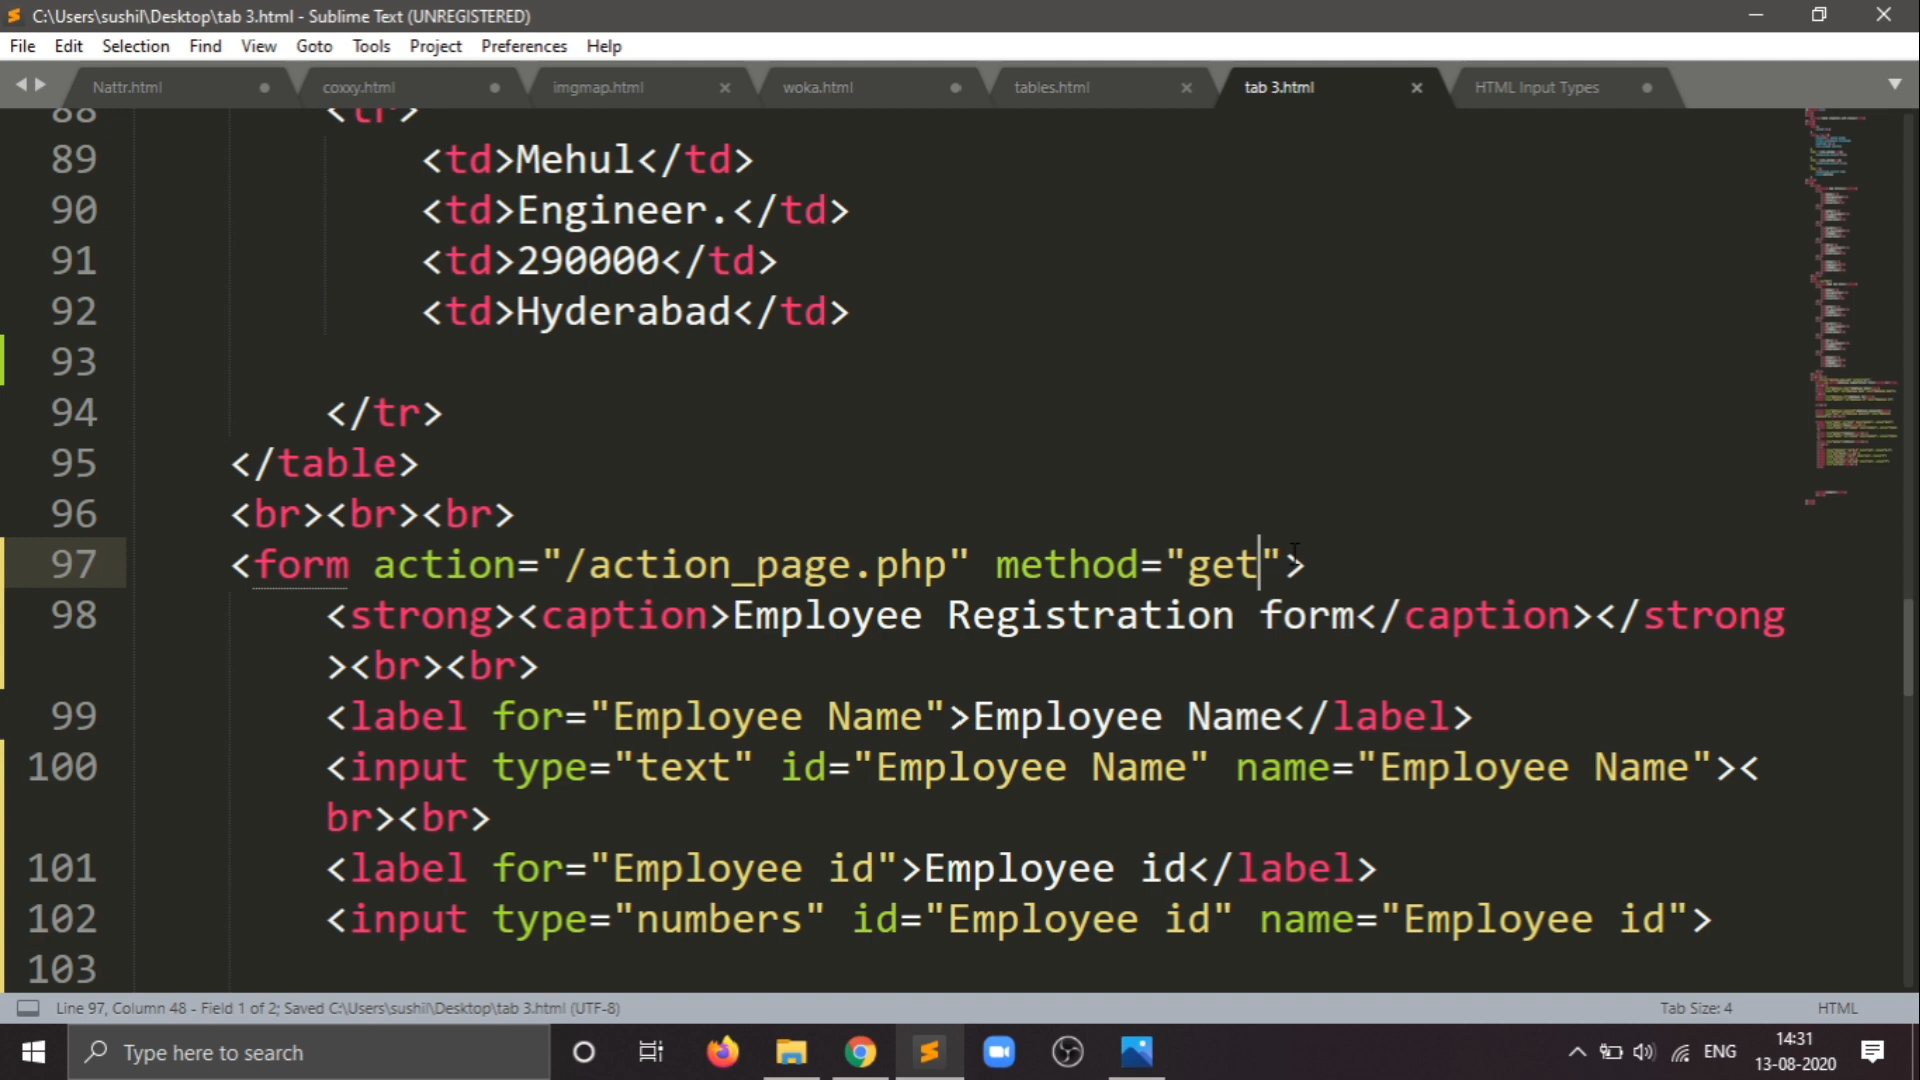 C:\Users\sushil\Desktop\tab 3.html - Sublime Text (UNREGISTERED)
File Edit Selection Find View Goto Tools Project Preferences Help
Nattr.html coxxy.html imgmap.html woka.html tables.html tab 3.html HTML Input Types
88 <tr>
89 <td>Mehul</td>
90 <td>Engineer.</td>
91 <td>290000</td>
92 <td>Hyderabad</td>
93
94 </tr>
95 </table>
96 <br><br><br>
97 <form action="/action_page.php" method="get">
98 <strong><caption>Employee Registration form</caption></strong
><br><br>
99 <label for="Employee Name">Employee Name</label>
100 <input type="text" id="Employee Name" name="Employee Name"><
br><br>
101 <label for="Employee id">Employee id</label>
102 <input type="numbers" id="Employee id" name="Employee id">
103
Line 97, Column 48 - Field 1 of 2; Saved C:\Users\sushil\Desktop\tab 3.html (UTF-8) Tab Size: 4 HTML
Type here to search ENG 14:31
13-08-2020